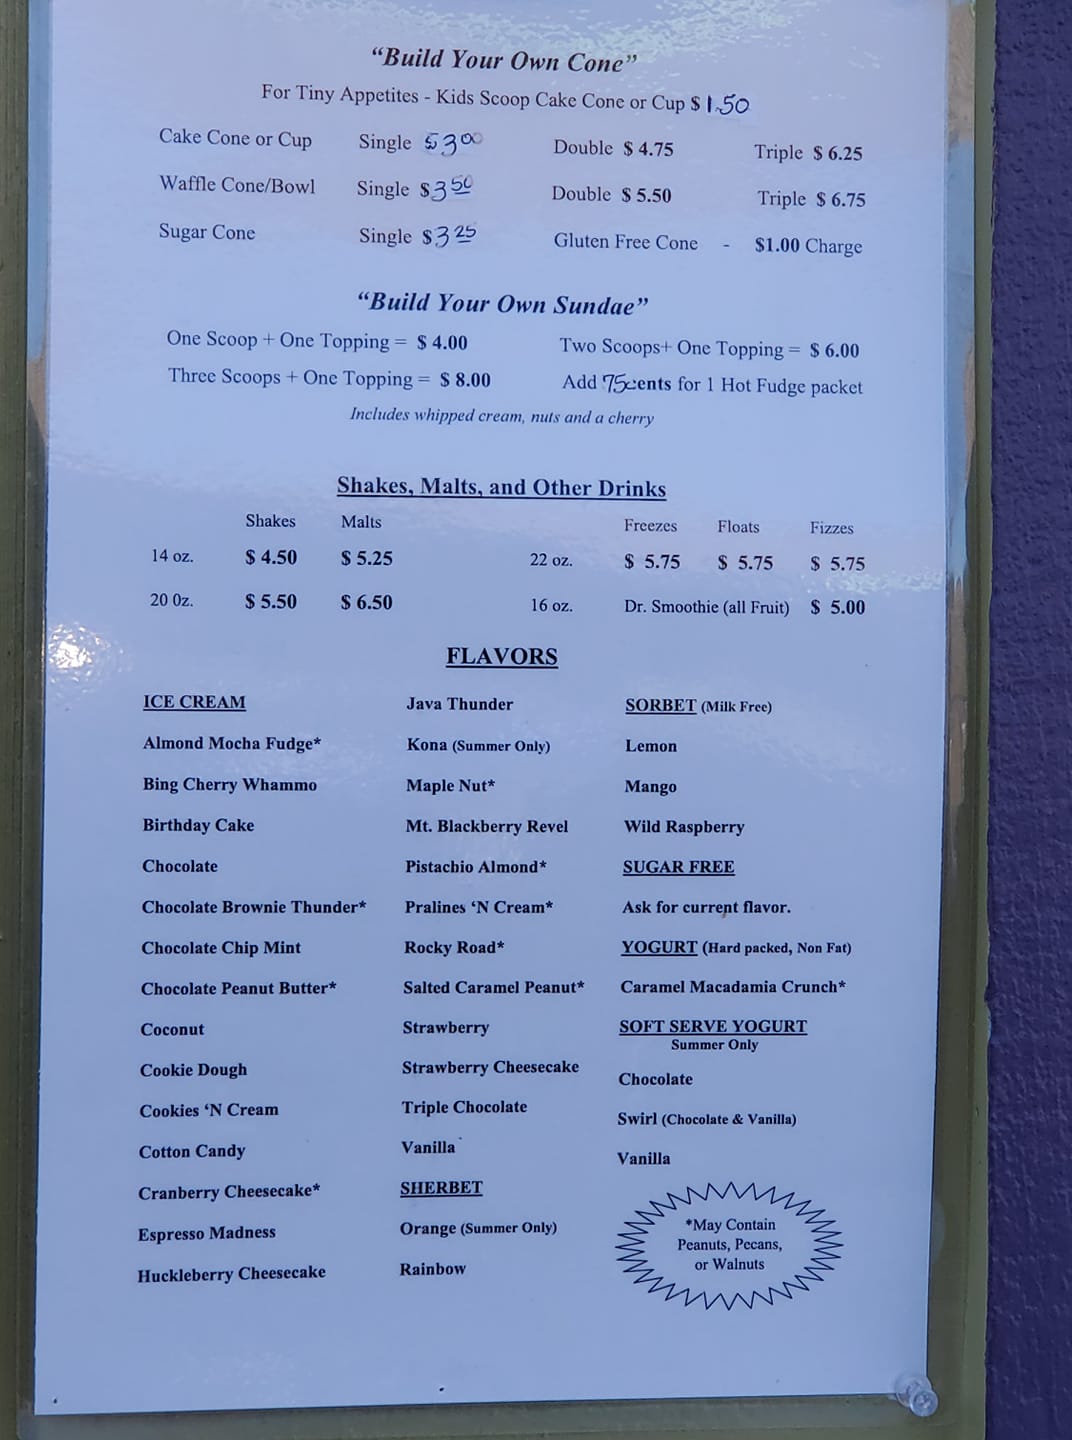 “Build Your Own Cone”
For Tiny Appetites - Kids Scoop Cake Cone or Cup $ 1.50
Cake Cone or Cup Single $3.00 Double $ 4.75 Triple $ 6.25
Waffle Cone/Bowl Single $3.50 Double $ 5.50 Triple $ 6.75
Sugar Cone Single $3.25 Gluten Free Cone - $1.00 Charge
“Build Your Own Sundae”
One Scoop + One Topping = $ 4.00 Two Scoops+ One Topping = $ 6.00
Three Scoops + One Topping = $ 8.00 Add 75cents for 1 Hot Fudge packet
Includes whipped cream, nuts and a cherry
Shakes, Malts, and Other Drinks
Shakes Malts Freezes Floats Fizzes
14 oz. $ 4.50 $ 5.25 22 oz. $ 5.75 $ 5.75 $ 5.75
20 0z. $ 5.50 $ 6.50 16 oz. Dr. Smoothie (all Fruit) $ 5.00
FLAVORS
ICE CREAM
Almond Mocha Fudge*
Bing Cherry Whammo
Birthday Cake
Chocolate
Chocolate Brownie Thunder*
Chocolate Chip Mint
Chocolate Peanut Butter*
Coconut
Cookie Dough
Cookies ‘N Cream
Cotton Candy
Cranberry Cheesecake*
Espresso Madness
Huckleberry Cheesecake
Java Thunder
Kona (Summer Only)
Maple Nut*
Mt. Blackberry Revel
Pistachio Almond*
Pralines ‘N Cream*
Rocky Road*
Salted Caramel Peanut*
Strawberry
Strawberry Cheesecake
Triple Chocolate
Vanilla
SHERBET
Orange (Summer Only)
Rainbow
SORBET (Milk Free)
Lemon
Mango
Wild Raspberry
SUGAR FREE
Ask for current flavor.
YOGURT (Hard packed, Non Fat)
Caramel Macadamia Crunch*
SOFT SERVE YOGURT
Summer Only
Chocolate
Swirl (Chocolate & Vanilla)
Vanilla
*May Contain
Peanuts, Pecans,
or Walnuts